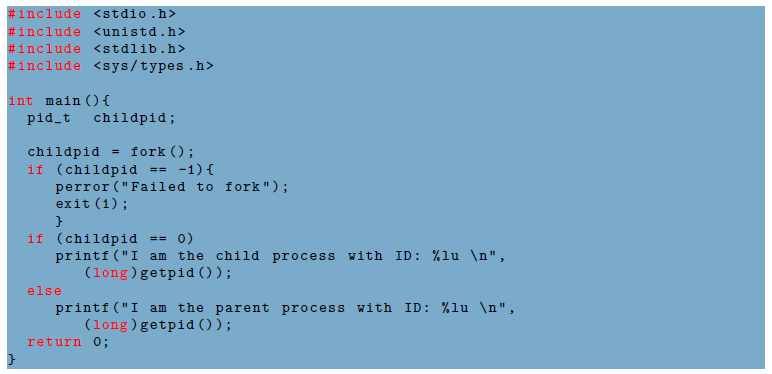 #include <stdio.h>
#include <unistd.h>
#include <stdlib.h>
#include <sys/types.h>

int main(){
  pid_t  childpid;

  childpid = fork();
  if (childpid == -1){
     perror("Failed to fork");
     exit(1);
     }
  if (childpid == 0)
     printf("I am the child process with ID: %lu \n",
        (long)getpid());
  else
     printf("I am the parent process with ID: %lu \n",
        (long)getpid());
  return 0;
}